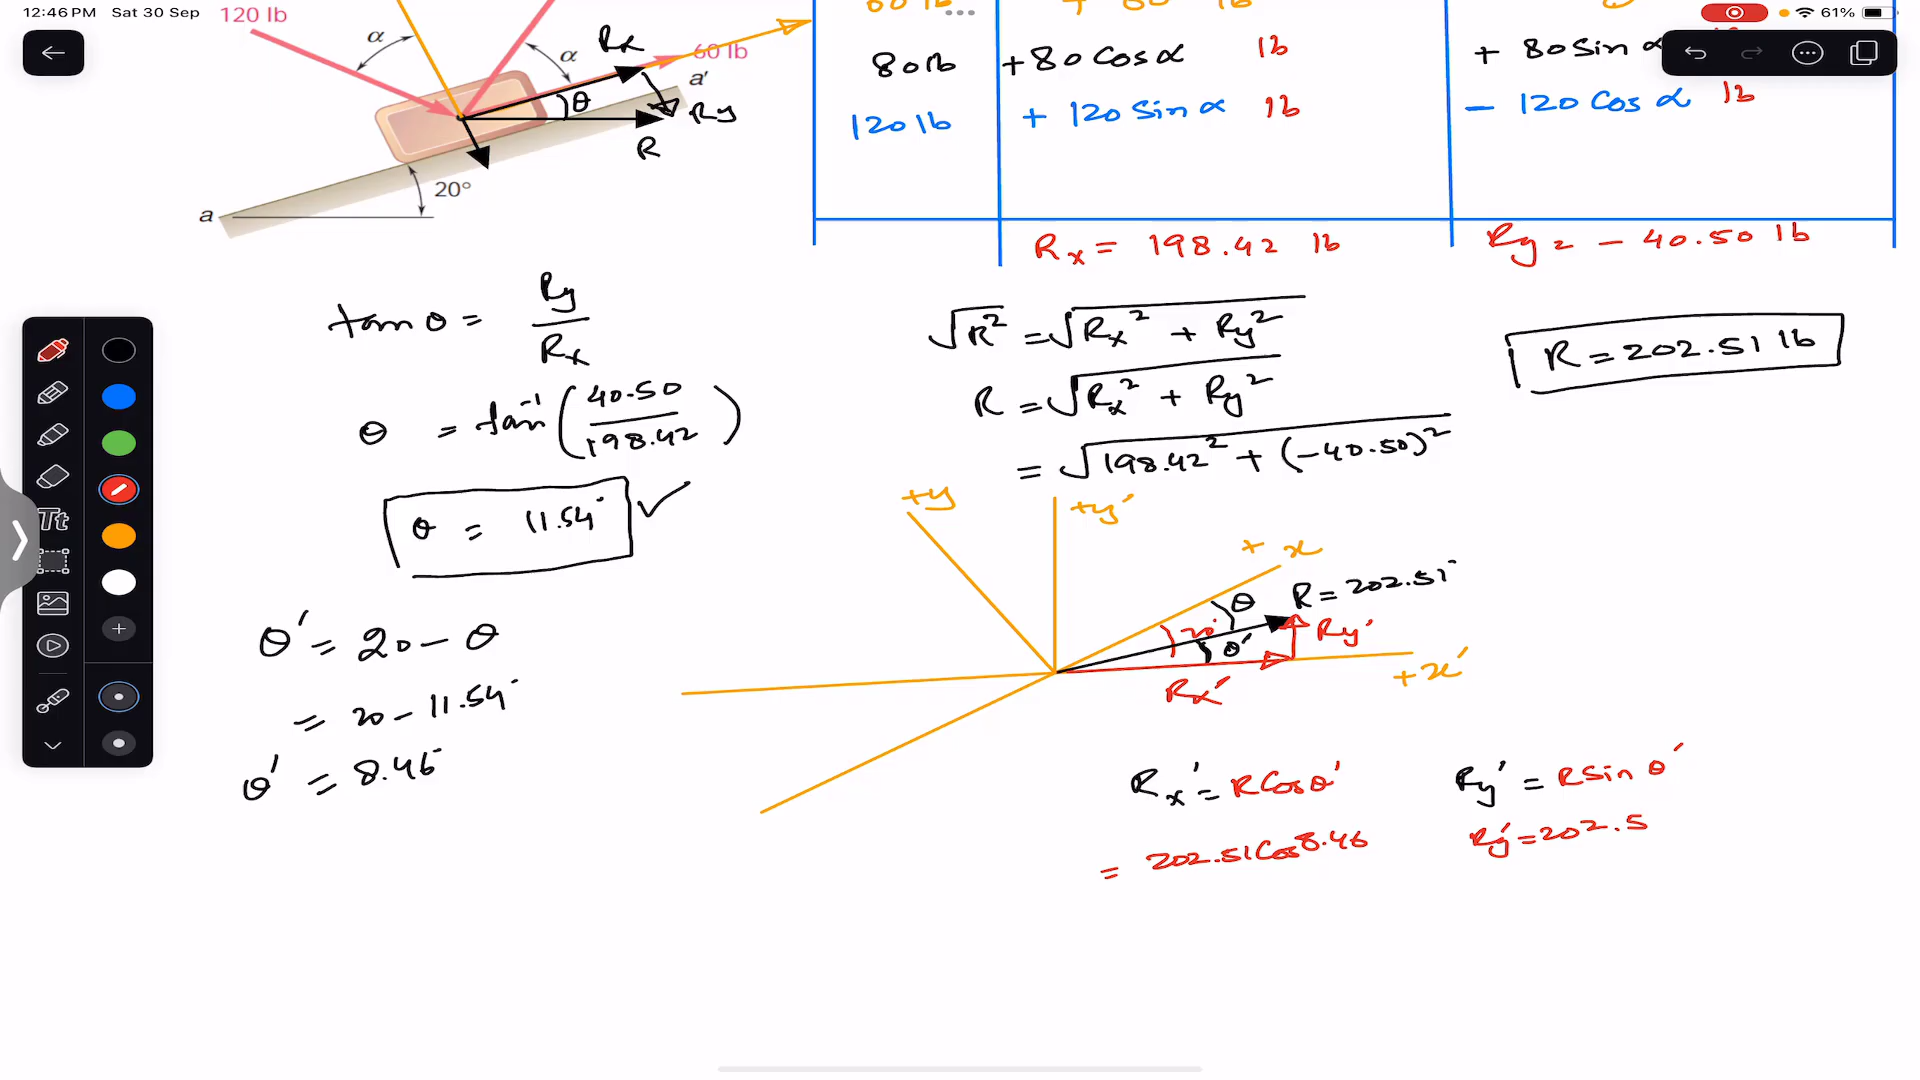 12:46 PM Sat 30 Sep
61%
120 lb
α
α
Rx
60 lb
a'
θ
Ry
R
20°
a
80 lb
+ 80 Cos α lb
+ 80 Sin α
120 lb
+ 120 Sin α lb
- 120 Cos α lb
Rx = 198.42 lb
Ry = - 40.50 lb
tan θ = Ry / Rx
θ = tan⁻¹ (40.50 / 198.42)
θ = 11.54°
θ' = 20 - θ
= 20 - 11.54°
θ' = 8.46°
√R² = √Rx² + Ry²
R = √Rx² + Ry²
= √198.42² + (-40.50)²
R = 202.51 lb
+y
+y'
+ x
θ
R = 202.51
20°
θ'
Ry'
Rx'
+x'
Rx' = R Cos θ'
= 202.51 Cos 8.46
Ry' = R Sin θ'
Ry' = 202.5
Tt